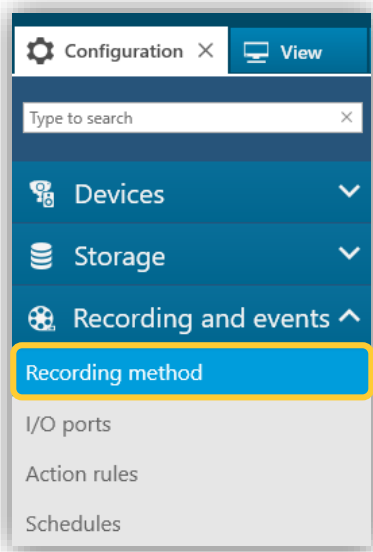 Configuration View
Type to search
Devices
Storage
Recording and events
Recording method
I/O ports
Action rules
Schedules